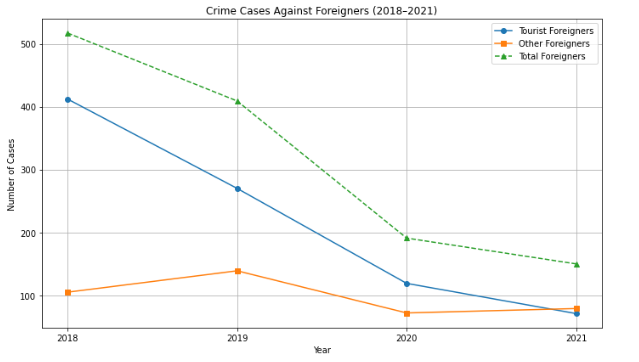 Crime Cases Against Foreigners (2018–2021)
Tourist Foreigners
Other Foreigners
Total Foreigners
Number of Cases
500
400
300
200
100
2018 2019 2020 2021
Year